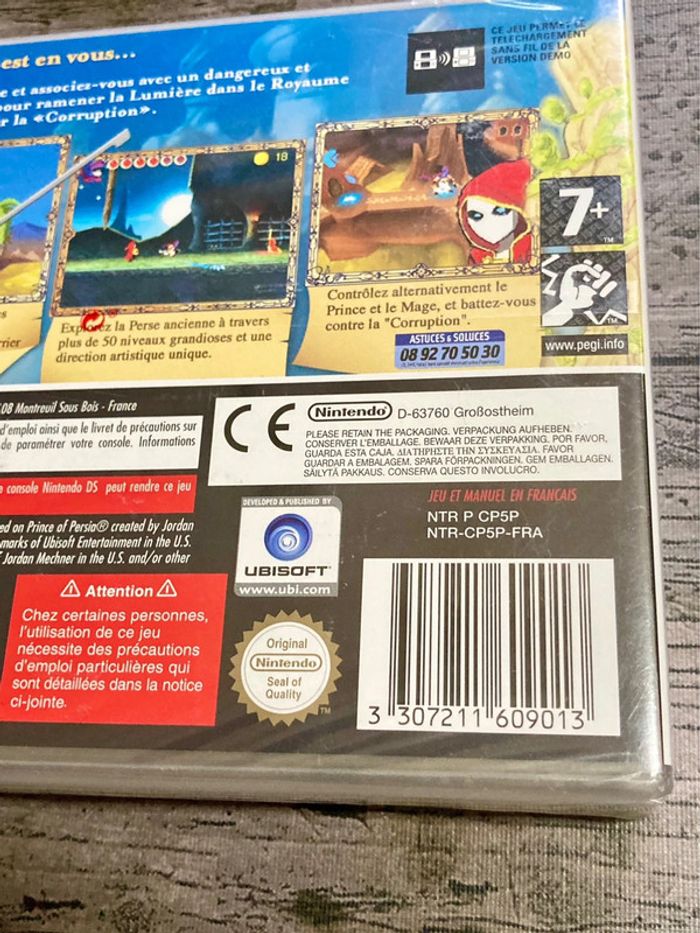 est en vous...
e et associez-vous avec un dangereux et
pour ramener la Lumière dans le Royaume
r la «Corruption».
CE JEU PERMET LE
TELECHARGEMENT
SANS FIL DE LA
VERSION DEMO
18
7+
TM
Explorez la Perse ancienne à travers
plus de 50 niveaux grandioses et une
direction artistique unique.
Contrôlez alternativement le
Prince et le Mage, et battez-vous
contre la "Corruption".
ASTUCES & SOLUCES
08 92 70 50 30
www.pegi.info
rier
08 Montreuil Sous Bois - France
d'emploi ainsi que le livret de précautions sur
de paramétrer votre console. Informations
e console Nintendo DS peut rendre ce jeu
ed on Prince of Persia® created by Jordan
marks of Ubisoft Entertainment in the U.S.
Jordan Mechner in the U.S. and/or other
CE
Nintendo® D-63760 Großostheim
PLEASE RETAIN THE PACKAGING. VERPACKUNG AUFHEBEN.
CONSERVER L'EMBALLAGE. BEWAAR DEZE VERPAKKING. POR FAVOR,
GUARDA ESTA CAJA. ΔΙΑΤΗΡΗΣΤΕ ΤΗΝ ΣΥΣΚΕΥΑΣΙΑ. FAVOR
GUARDAR A EMBALAGEM. SPARA FÖRPACKNINGEN. GEM EMBALLAGEN.
SÄILYTÄ PAKKAUS. CONSERVA QUESTO INVOLUCRO.
DEVELOPED & PUBLISHED BY
UBISOFT
www.ubi.com
JEU ET MANUEL EN FRANCAIS
NTR P CP5P
NTR-CP5P-FRA
Attention
Chez certaines personnes,
l'utilisation de ce jeu
nécessite des précautions
d'emploi particulières qui
sont détaillées dans la notice
ci-jointe.
Original
Nintendo
Seal of
Quality
TM
3 307211 609013